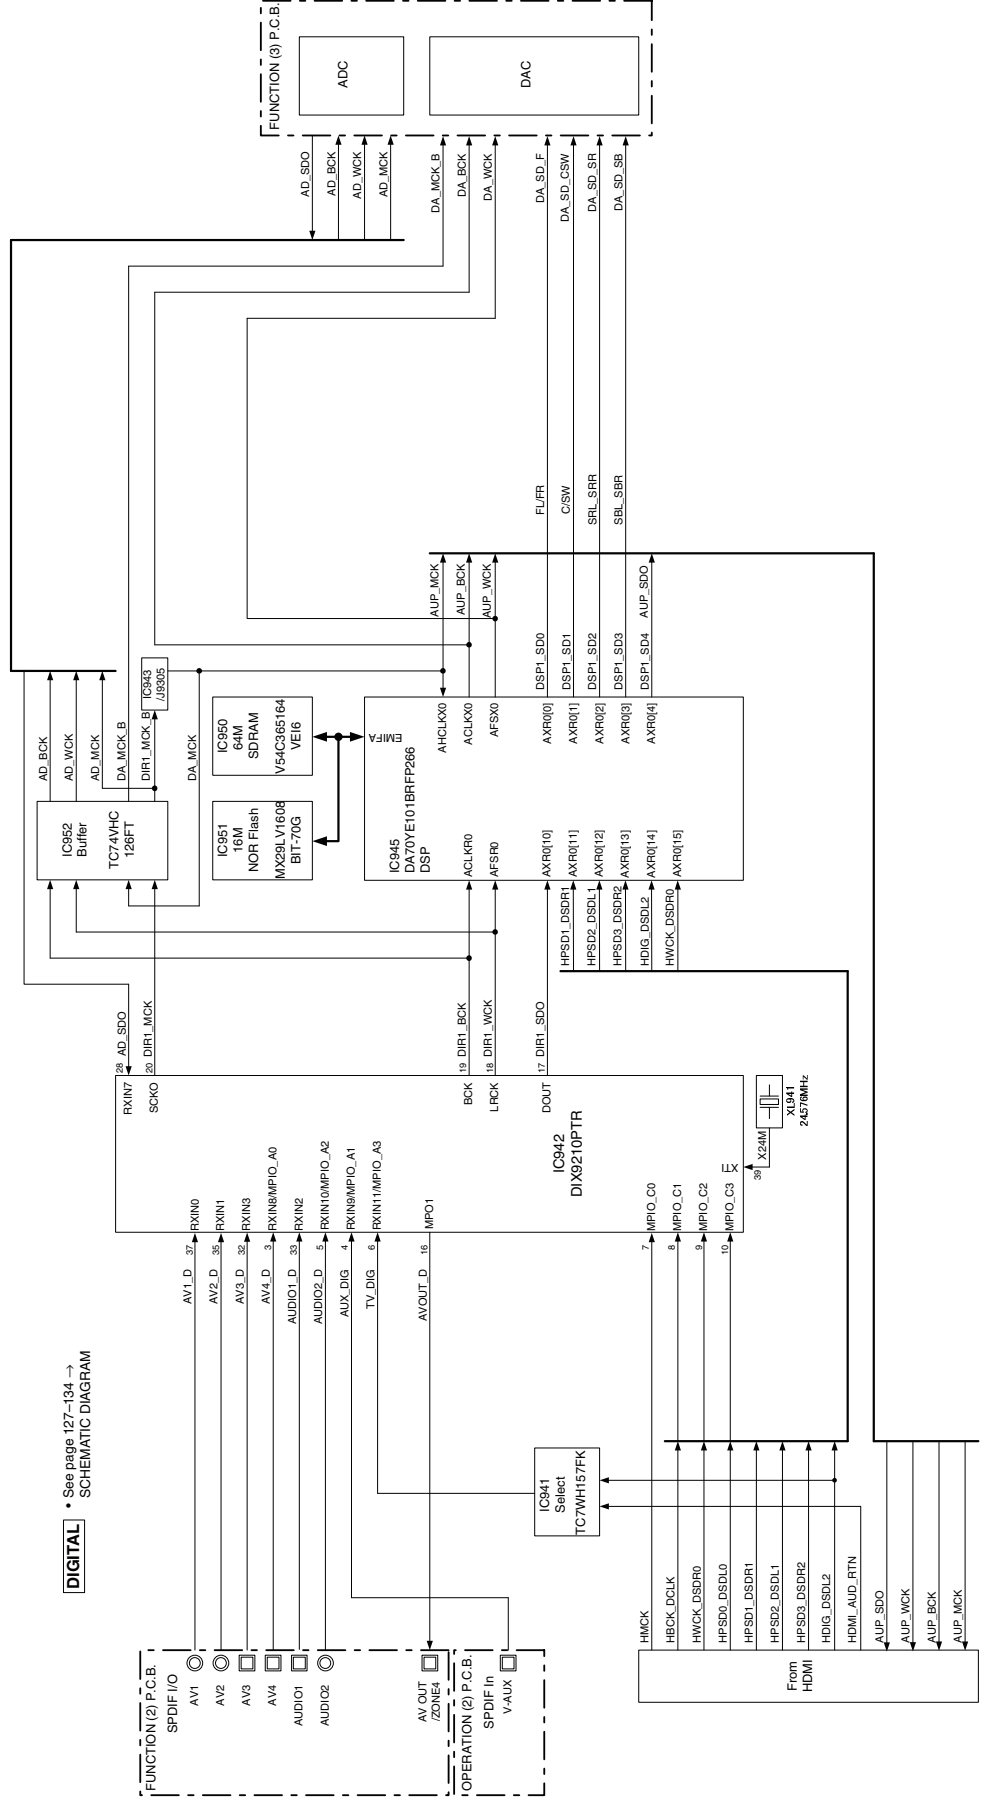 DIGITAL
• See page 127–134 →
SCHEMATIC DIAGRAM
FUNCTION (2) P.C.B.
SPDIF I/O
AV1
AV2
AV3
AV4
AUDIO1
AUDIO2
AV OUT
/ZONE4
OPERATION (2) P.C.B.
SPDIF In
V-AUX
From
HDMI
HMCK
HBCK_DCLK
HWCK_DSDR0
HPSD0_DSDL0
HPSD1_DSDR1
HPSD2_DSDL1
HPSD3_DSDR2
HDIG_DSDL2
HDMI_AUD_RTN
AUP_SDO
AUP_WCK
AUP_BCK
AUP_MCK
IC941
Select
TC7WH157FK
AV1_D
37
RXIN0
AV2_D
35
RXIN1
AV3_D
32
RXIN3
AV4_D
3
RXIN8/MPIO_A0
AUDIO1_D
33
RXIN2
AUDIO2_D
5
RXIN10/MPIO_A2
AUX_DIG
4
RXIN9/MPIO_A1
TV_DIG
6
RXIN11/MPIO_A3
AVOUT_D
16
MPO1
7
MPIO_C0
8
MPIO_C1
9
MPIO_C2
10
MPIO_C3
IC942
DIX9210PTR
XTI
39
X24M
XL941
24.576MHz
RXIN7
28
AD_SDO
SCKO
20
DIR1_MCK
BCK
19
DIR1_BCK
LRCK
18
DIR1_WCK
DOUT
17
DIR1_SDO
HPSD1_DSDR1
HPSD2_DSDL1
HPSD3_DSDR2
HDIG_DSDL2
HWCK_DSDR0
IC952
Buffer
TC74VHC
126FT
AD_BCK
AD_WCK
AD_MCK
DA_MCK_B
DIR1_MCK_B
DA_MCK
IC943
/J9305
IC951
16M
NOR Flash
MX29LV1608
BIT-70G
IC950
64M
SDRAM
V54C365164
VEI6
IC945
DA70YE101BRFP266
DSP
EMIFA
ACLKR0
AFSR0
AXR0[10]
AXR0[11]
AXR0[12]
AXR0[13]
AXR0[14]
AXR0[15]
AHCLKX0
ACLKX0
AFSX0
AXR0[0]
AXR0[1]
AXR0[2]
AXR0[3]
AXR0[4]
DSP1_SD0
DSP1_SD1
DSP1_SD2
DSP1_SD3
DSP1_SD4
AUP_MCK
AUP_BCK
AUP_WCK
AUP_SDO
FL/FR
C/SW
SRL_SRR
SBL_SBR
AD_SDO
AD_BCK
AD_WCK
AD_MCK
DA_MCK_B
DA_BCK
DA_WCK
DA_SD_F
DA_SD_CSW
DA_SD_SR
DA_SD_SB
FUNCTION (3) P.C.B.
ADC
DAC